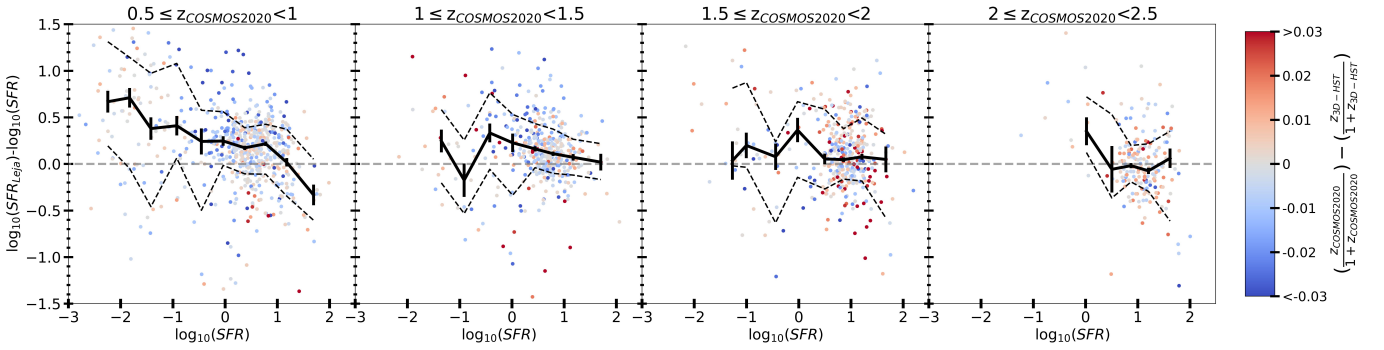 0.5 ≤ z_COSMOS2020 <1
1 ≤ z_COSMOS2020 <1.5
1.5 ≤ z_COSMOS2020 <2
2 ≤ z_COSMOS2020 <2.5
log10(SFR_Leja)-log10(SFR)
1.5
1.0
0.5
0.0
−0.5
−1.0
−1.5
−3 −2 −1 0 1 2
−3 −2 −1 0 1 2
−3 −2 −1 0 1 2
−3 −2 −1 0 1 2
log10(SFR)
log10(SFR)
log10(SFR)
log10(SFR)
>0.03
0.02
0.01
0
-0.01
-0.02
<-0.03
(z_COSMOS2020 / 1 + z_COSMOS2020) − (z_3D−HST / 1 + z_3D−HST)